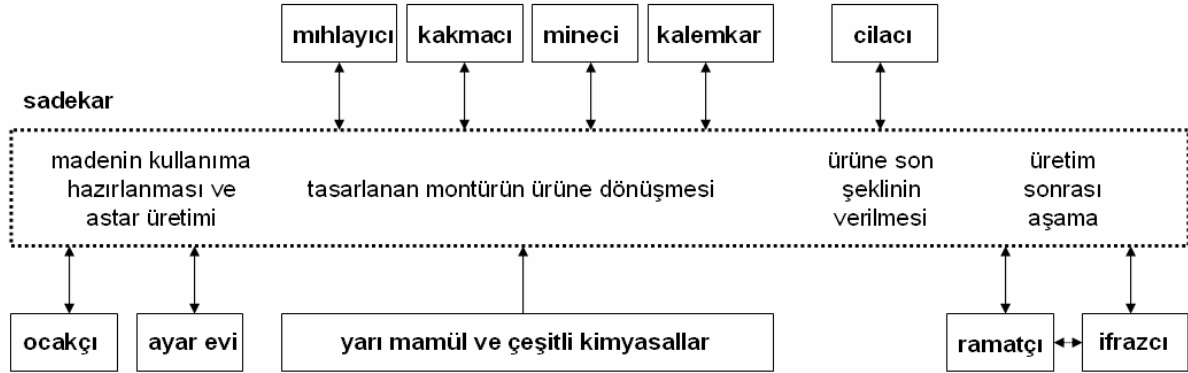 mıhlayıcı
kakmacı
mineci
kalemkar
cilacı
sadekar
madenin kullanıma
hazırlanması ve
astar üretimi
tasarlanan montürün ürüne dönüşmesi
ürüne son
şeklinin
verilmesi
üretim
sonrası
aşama
ocakçı
ayar evi
yarı mamül ve çeşitli kimyasallar
ramatçı
ifrazcı